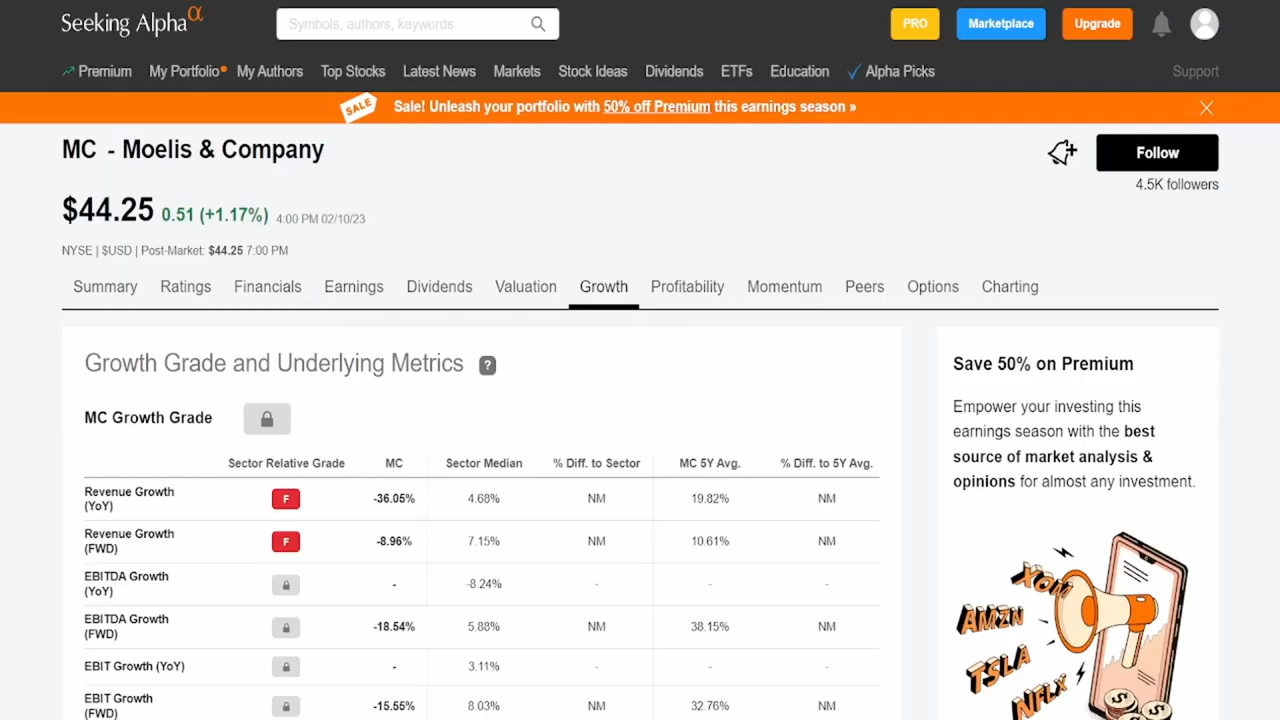 Seeking Alpha α
Symbols, authors, keywords
PRO
Marketplace
Upgrade
Premium My Portfolio My Authors Top Stocks Latest News Markets Stock Ideas Dividends ETFs Education Alpha Picks Support
SALE Sale! Unleash your portfolio with 50% off Premium this earnings season »
MC - Moelis & Company
Follow
4.5K followers
$44.25 0.51 (+1.17%) 4:00 PM 02/10/23
NYSE | $USD | Post-Market: $44.25 7:00 PM
Summary Ratings Financials Earnings Dividends Valuation Growth Profitability Momentum Peers Options Charting
Growth Grade and Underlying Metrics ?
MC Growth Grade
Sector Relative Grade MC Sector Median % Diff. to Sector MC 5Y Avg. % Diff. to 5Y Avg.
Revenue Growth
(YoY) F -36.05% 4.68% NM 19.82% NM
Revenue Growth
(FWD) F -8.96% 7.15% NM 10.61% NM
EBITDA Growth
(YoY) - -8.24% - - -
EBITDA Growth
(FWD) -18.54% 5.88% NM 38.15% NM
EBIT Growth (YoY) - 3.11% - - -
EBIT Growth
(FWD) -15.55% 8.03% NM 32.76% NM
Save 50% on Premium
Empower your investing this
earnings season with the best
source of market analysis &
opinions for almost any investment.
XOM
AMZN
TSLA
NFLX
$
$